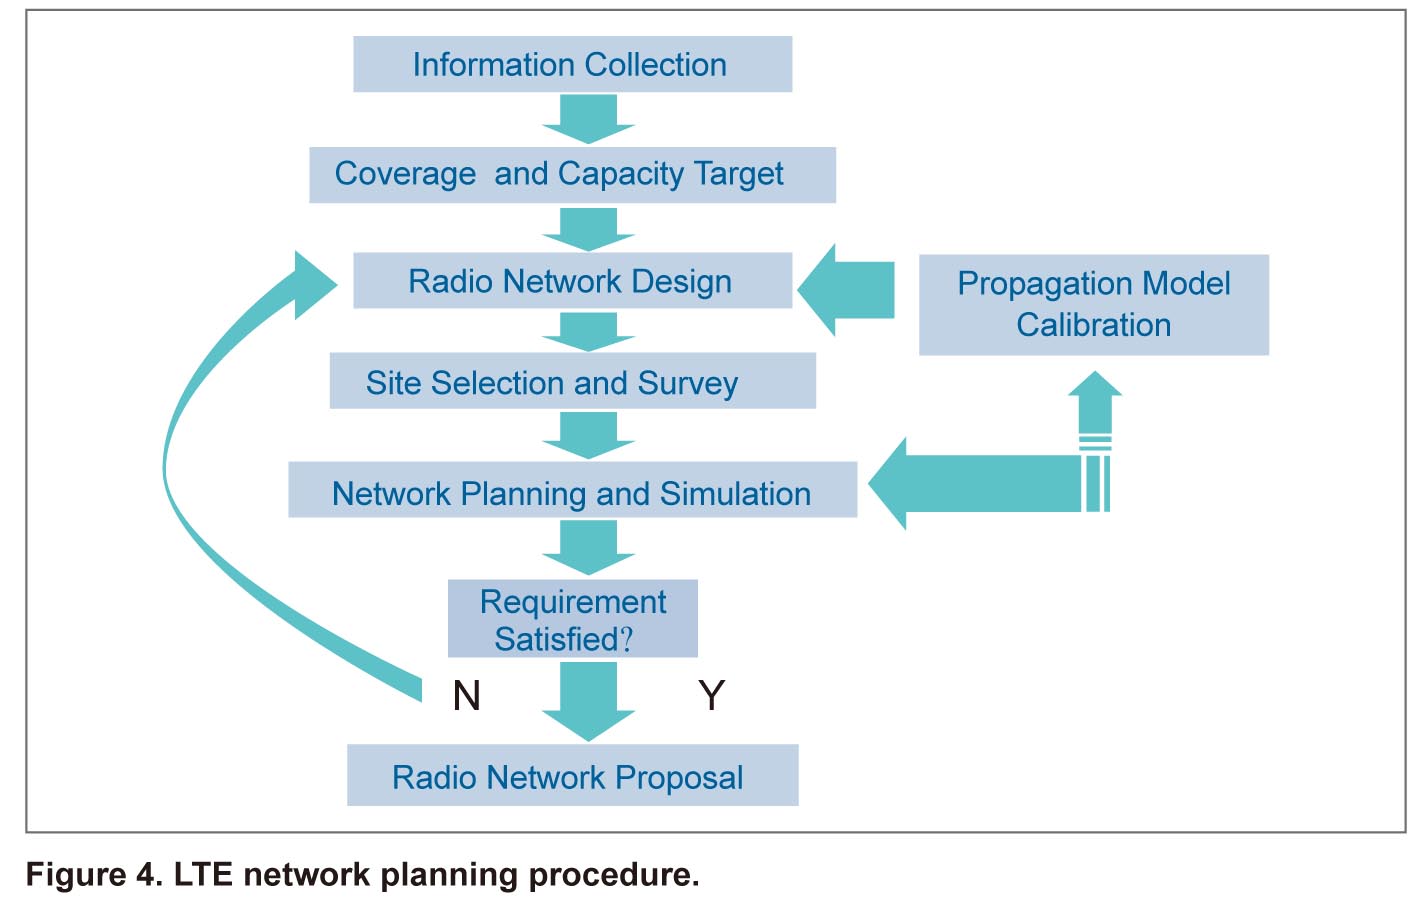 Information Collection
Coverage and Capacity Target
Radio Network Design
Propagation Model
Calibration
Site Selection and Survey
Network Planning and Simulation
Requirement
Satisfied?
N
Y
Radio Network Proposal
Figure 4. LTE network planning procedure.